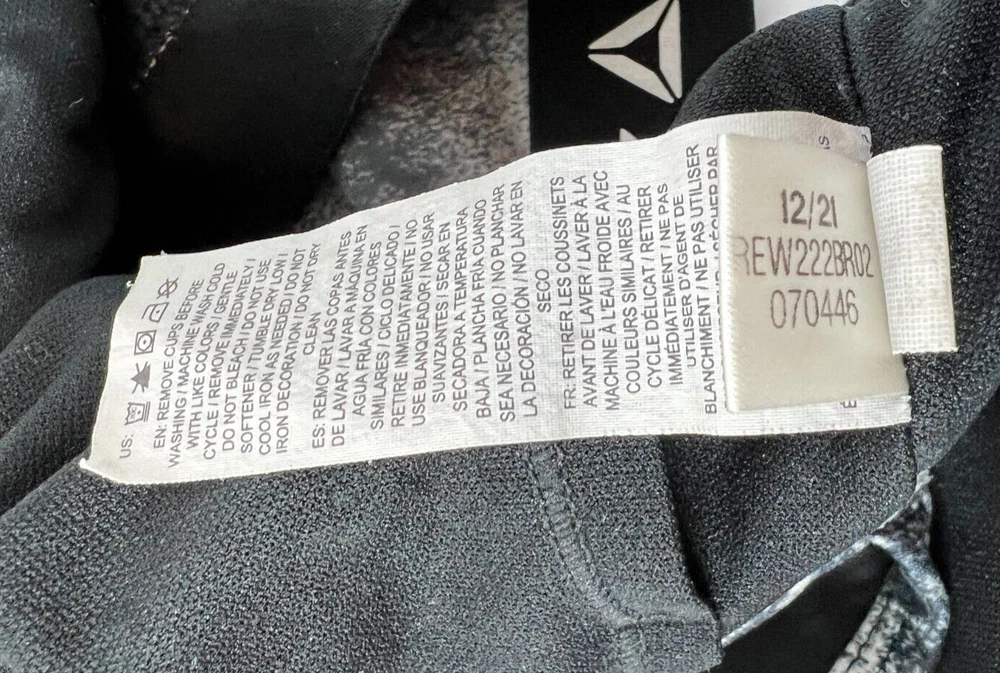 US:
EN: REMOVE CUPS BEFORE
WASHING / MACHINE WASH COLD
WITH LIKE COLORS / GENTLE
CYCLE / REMOVE IMMEDIATELY /
DO NOT BLEACH / DO NOT USE
SOFTENER / TUMBLE DRY LOW /
COOL IRON AS NEEDED / DO NOT
IRON DECORATION / DO NOT DRY
CLEAN
ES: REMOVER LAS COPAS ANTES
DE LAVAR / LAVAR A MAQUINA EN
AGUA FRÍA CON COLORES
SIMILARES / CICLO DELICADO /
RETIRE INMEDIATAMENTE / NO
USE BLANQUEADOR / NO USAR
SUAVIZANTES / SECAR EN
SECADORA A TEMPERATURA
BAJA / PLANCHA FRÍA CUANDO
SEA NECESARIO / NO PLANCHAR
LA DECORACIÓN / NO LAVAR EN
SECO
FR: RETIRER LES COUSSINETS
AVANT DE LAVER / LAVER À LA
MACHINE À L'EAU FROIDE AVEC
COULEURS SIMILAIRES / AU
CYCLE DÉLICAT / RETIRER
IMMÉDIATEMENT / NE PAS
UTILISER D'AGENT DE
BLANCHIMENT / NE PAS UTILISER
12/21
REW222BR02
070446